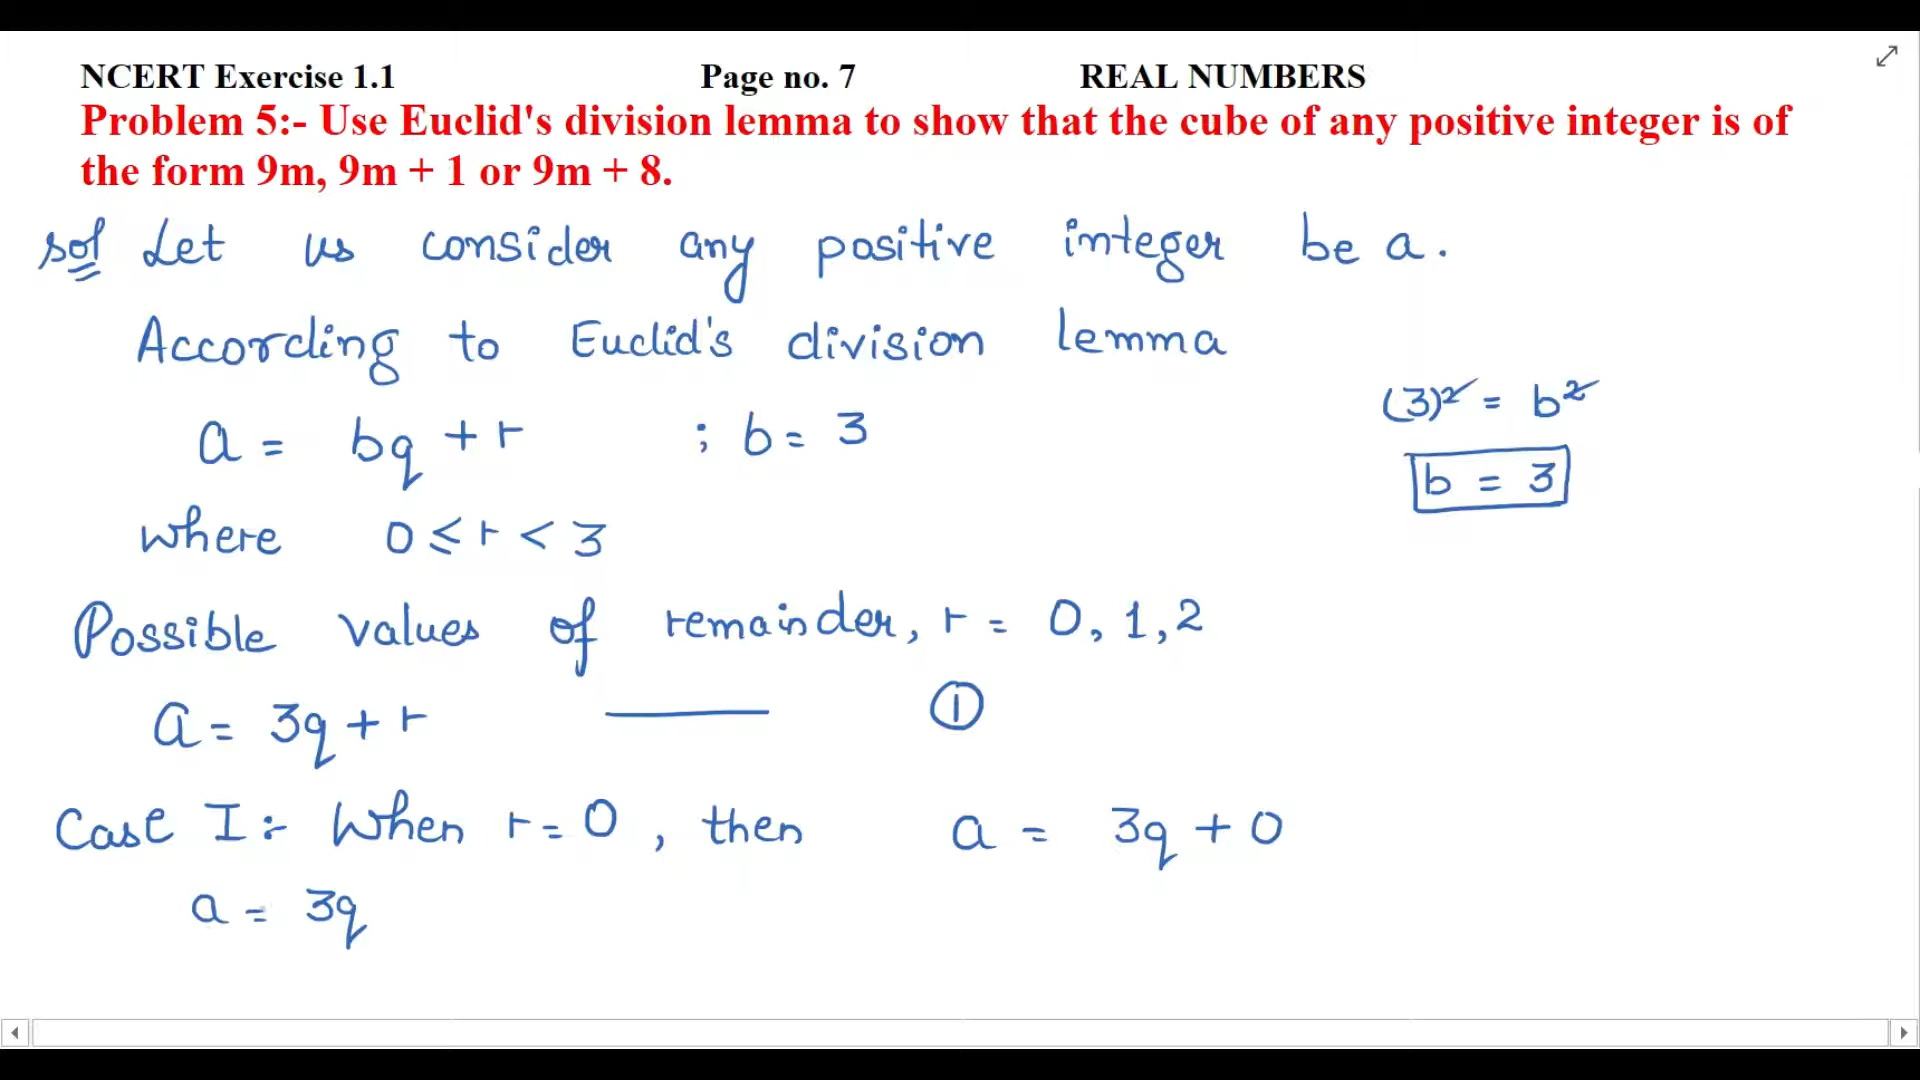 NCERT Exercise 1.1 Page no. 7 REAL NUMBERS
Problem 5:- Use Euclid's division lemma to show that the cube of any positive integer is of
the form 9m, 9m + 1 or 9m + 8.
sol Let us consider any positive integer be a.
According to Euclid's division lemma
(3)² = b²
a = bq + r ; b = 3
b = 3
where 0 ≤ r < 3
Possible values of remainder, r = 0, 1, 2
a = 3q + r ——— ①
Case I :- When r = 0, then a = 3q + 0
a = 3q